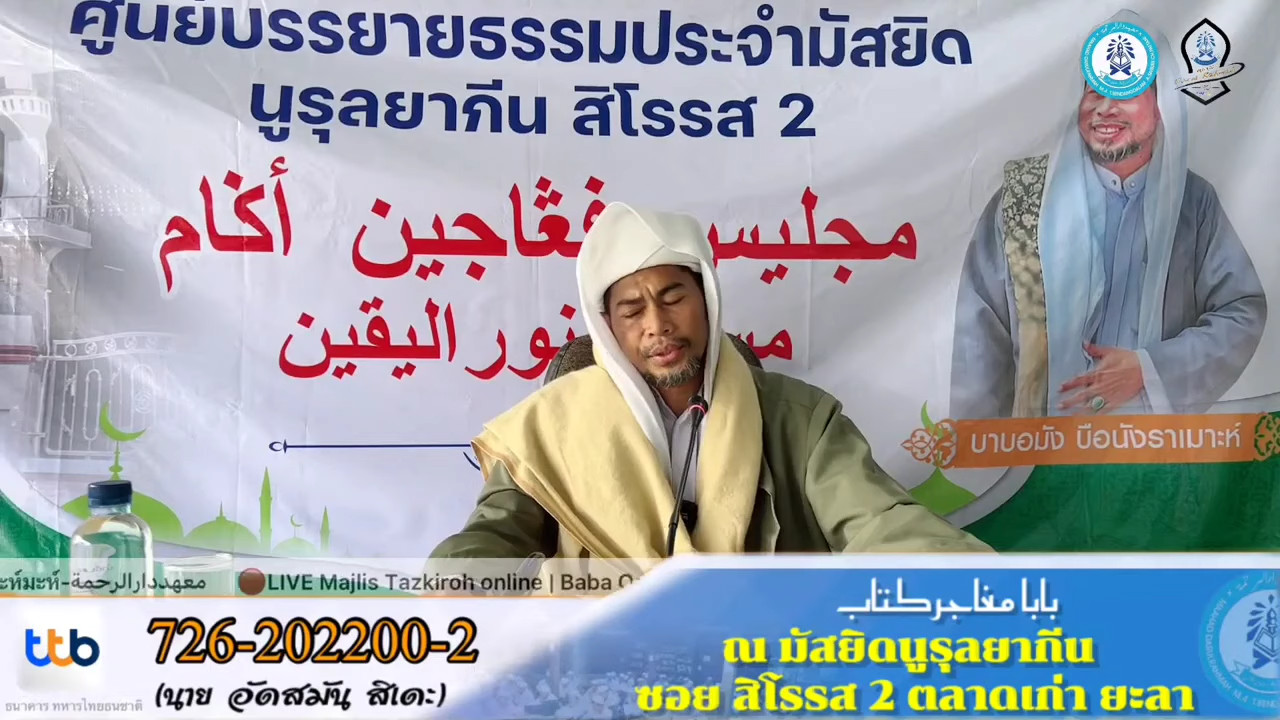 ศูนย์บรรยายธรรมประจำมัสยิด
นูรุลยากีน สิโรรส 2
مجليس فڠاجين أݢام
نور اليقين
บาบอมัง บือนังราเมาะห์
معهددارالرحمة
LIVE Majlis Tazkiroh online | Baba
ttb
726-202200-2
(นาย อัดสมัน สิเดะ)
ธนาคาร ทหารไทยธนชาติ
بابا مڠاجر كتاب
ณ มัสยิดนูรุลยากีน
ซอย สิโรรส 2 ตลาดเก่า ยะลา